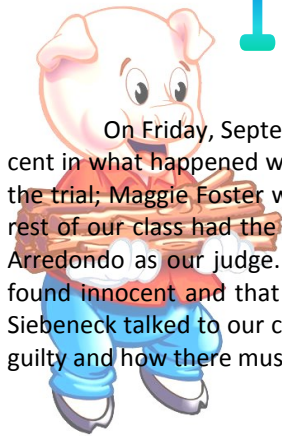 On Friday, Septe
cent in what happened w
the trial; Maggie Foster w
rest of our class had the
Arredondo as our judge.
found innocent and that
Siebeneck talked to our c
guilty and how there mus